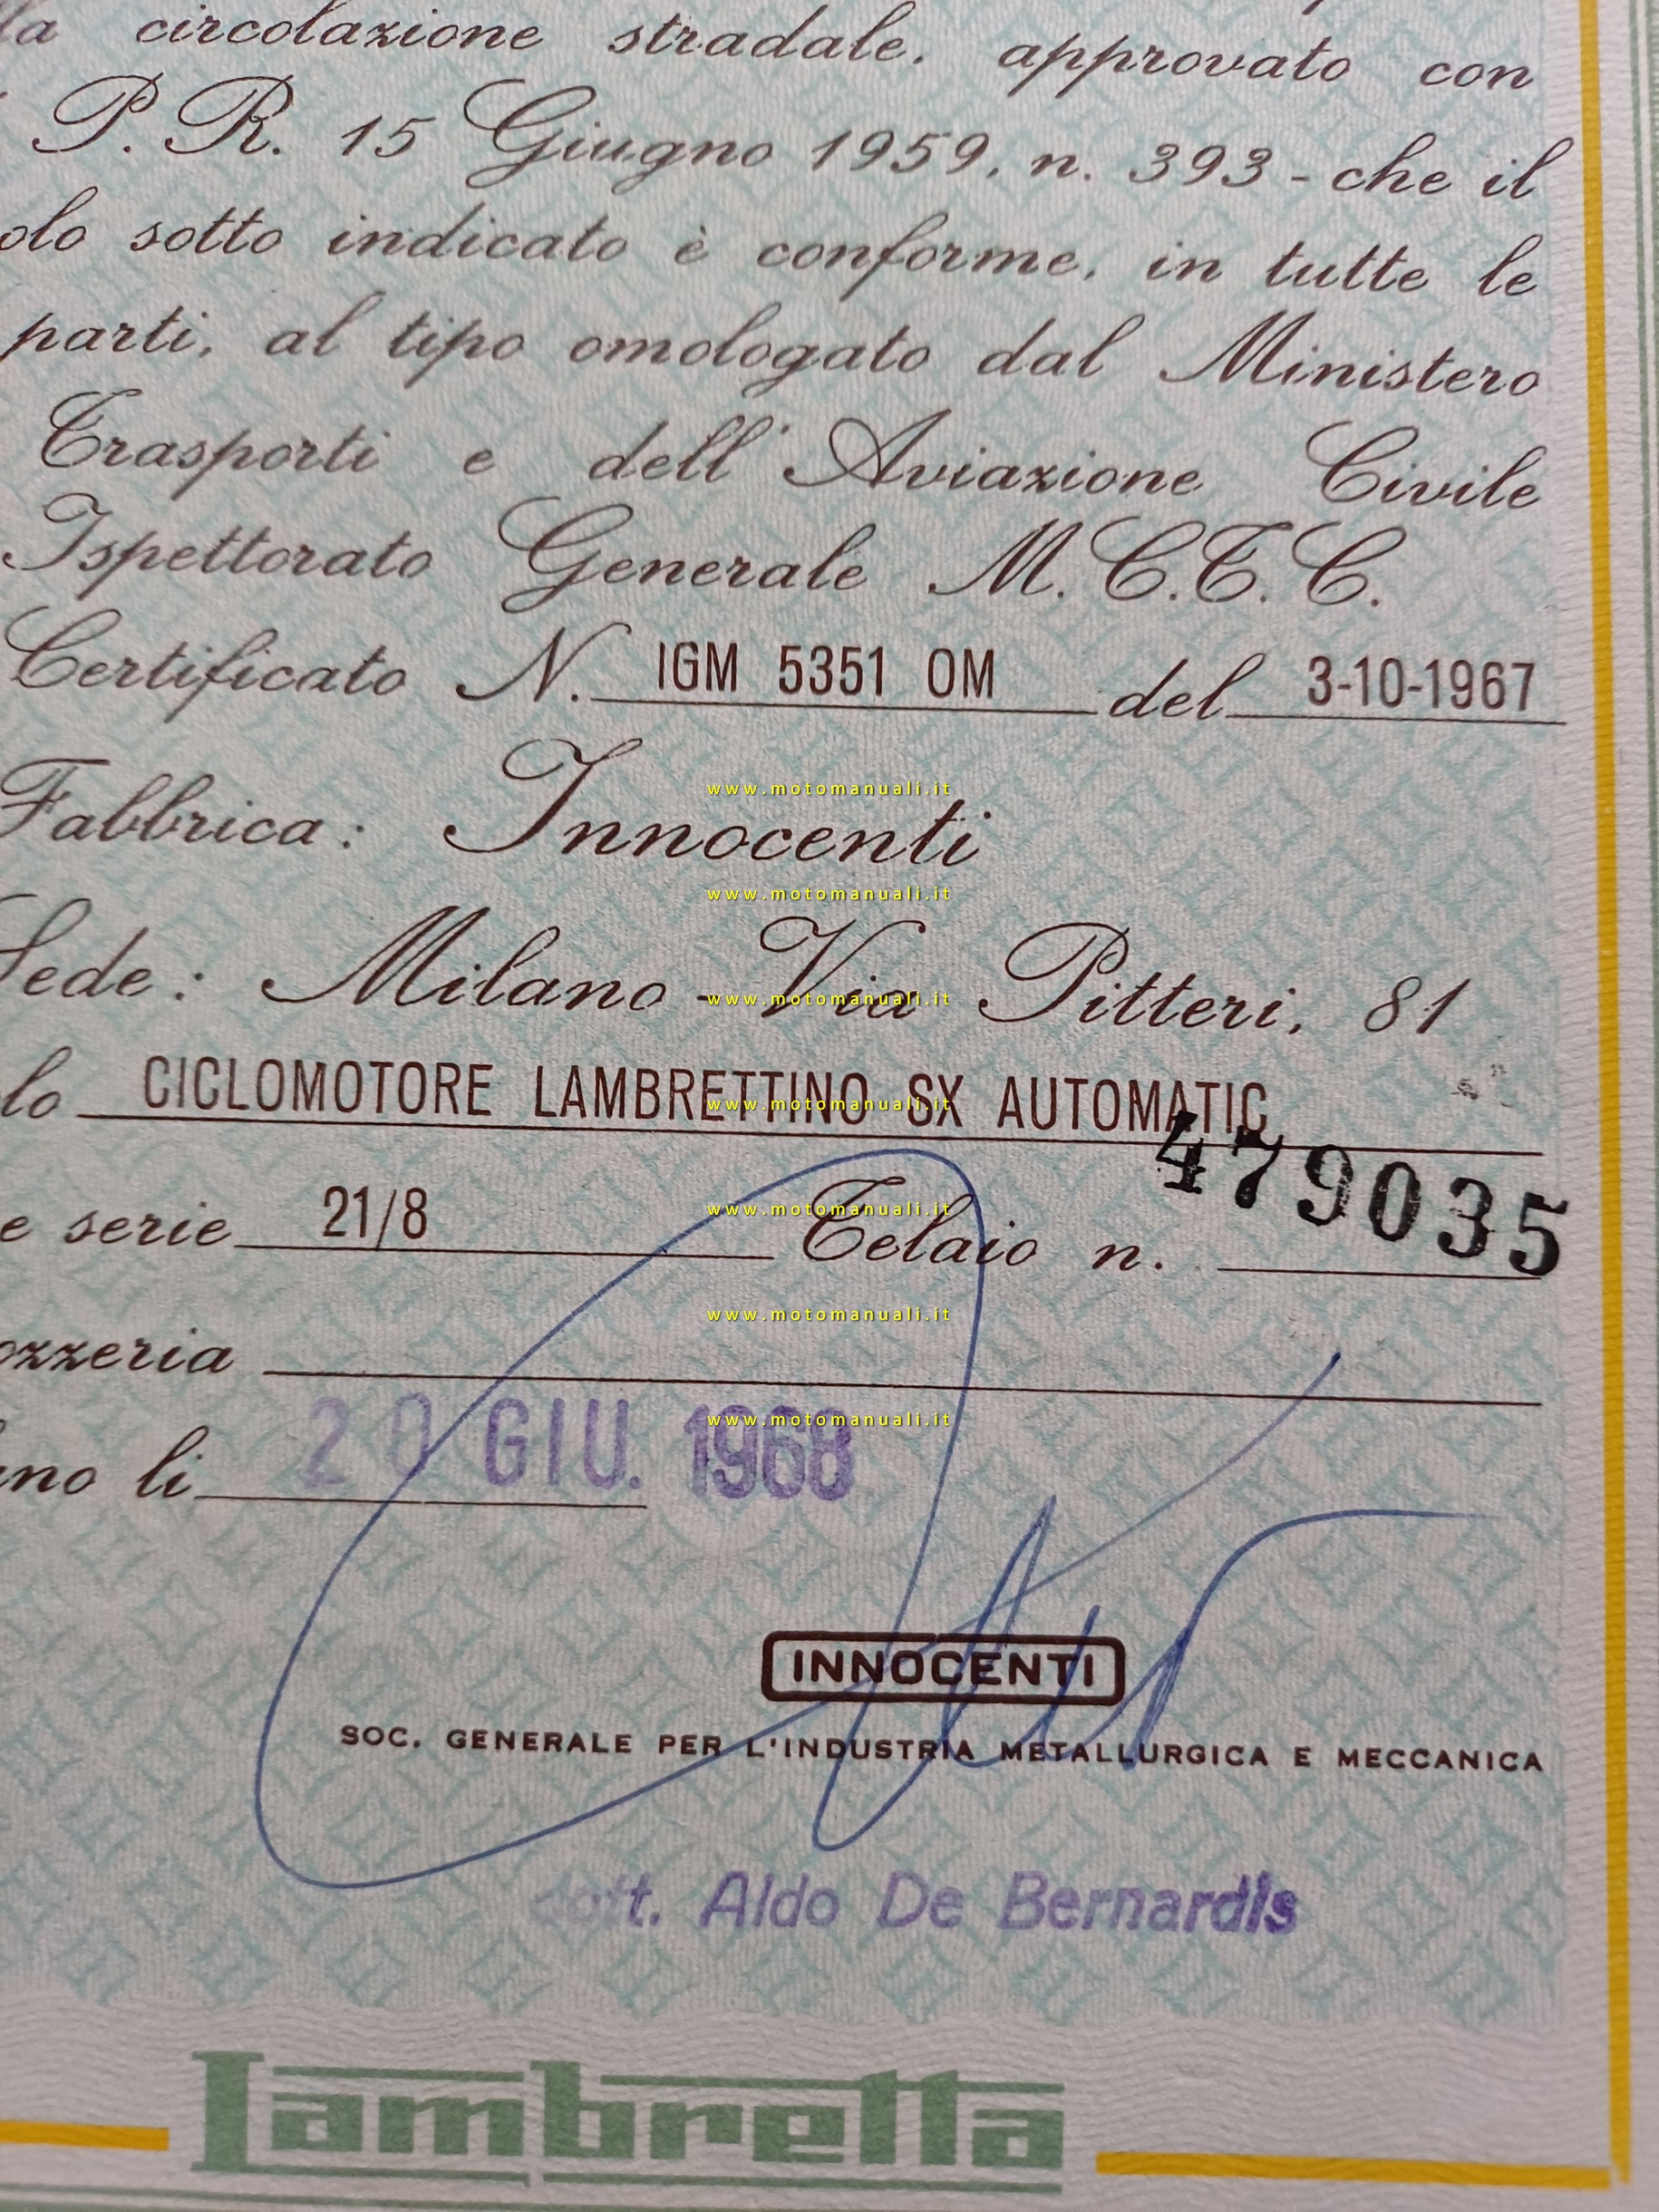 lla circolazione stradale, approvato con
P. R. 15 Giugno 1959, n. 393 - che il
olo sotto indicato è conforme, in tutte le
parti, al tipo omologato dal Ministero
Trasporti e dell'Aviazione Civile
Ispettorato Generale M.C.T.C.
Certificato N. IGM 5351 OM del 3-10-1967
www.motomanuali.it
Fabbrica: Innocenti
www.motomanuali.it
Sede: Milano - Via Pitteri, 81
www.motomanuali.it
lo CICLOMOTORE LAMBRETTINO SX AUTOMATIC
www.motomanuali.it
e serie 21/8 Telaio n. 479035
www.motomanuali.it
www.motomanuali.it
ozzeria
www.motomanuali.it
no li 20 GIU. 1968
INNOCENTI
SOC. GENERALE PER L'INDUSTRIA METALLURGICA E MECCANICA
dott. Aldo De Bernardis
Lambretta